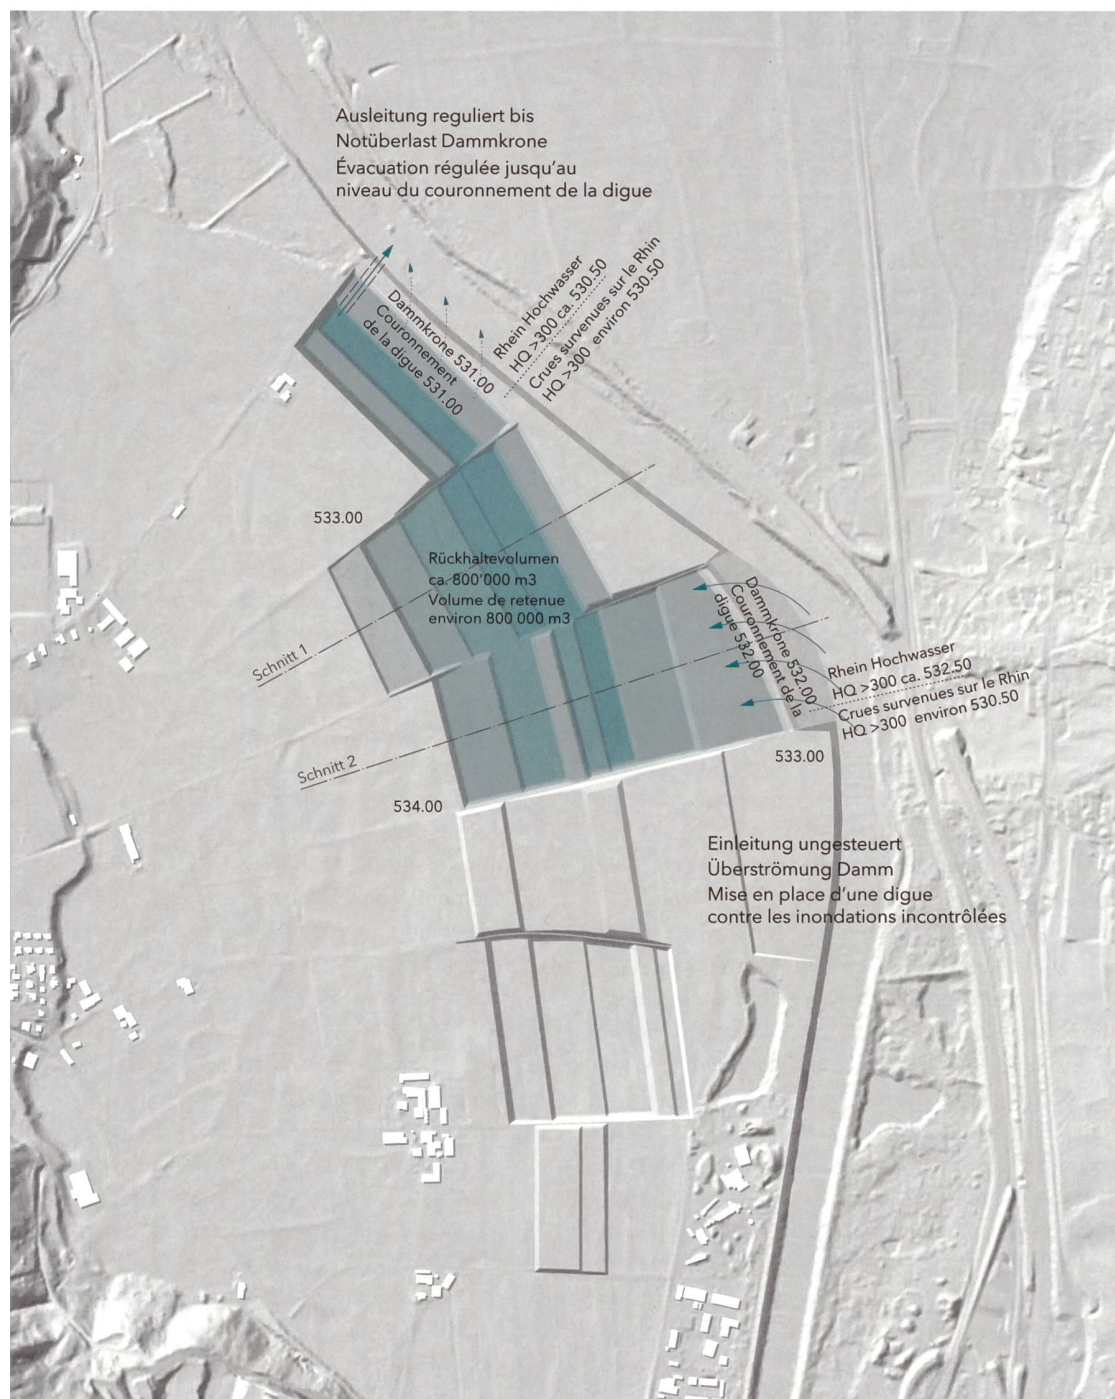 Ausleitung reguliert bis
Notüberlast Dammkrone
Évacuation régulée jusqu'au
niveau du couronnement de la digue
Dammkrone 531.00
Couronnement
de la digue 531.00
Rhein Hochwasser
HQ >300 ca. 530.50
Crues survenues sur le Rhin
HQ >300 environ 530.50
533.00
Rückhaltevolumen
ca. 800'000 m3
Volume de retenue
environ 800 000 m3
Schnitt 1
Dammkrone 532.00
Couronnement de la
digue 532.00
Rhein Hochwasser
HQ >300 ca. 532.50
Crues survenues sur le Rhin
HQ >300 environ 530.50
Schnitt 2
533.00
534.00
Einleitung ungesteuert
Überströmung Damm
Mise en place d'une digue
contre les inondations incontrôlées